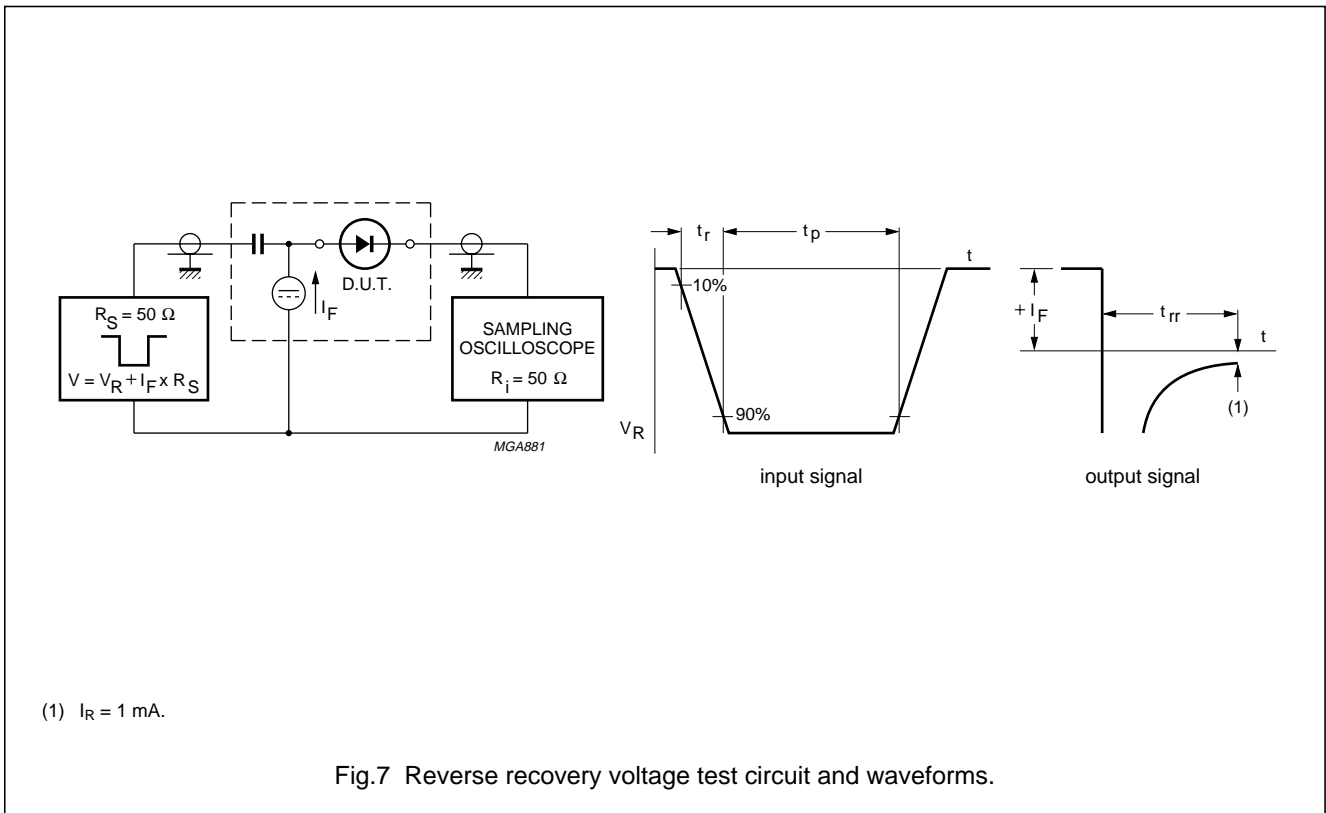 R_S = 50 Ω
V = V_R + I_F x R_S
I_F
D.U.T.
SAMPLING
OSCILLOSCOPE
R_i = 50 Ω
MGA881
t_r
t_p
t
10%
90%
V_R
input signal
+ I_F
t_rr
t
(1)
output signal
(1) I_R = 1 mA.
Fig.7 Reverse recovery voltage test circuit and waveforms.